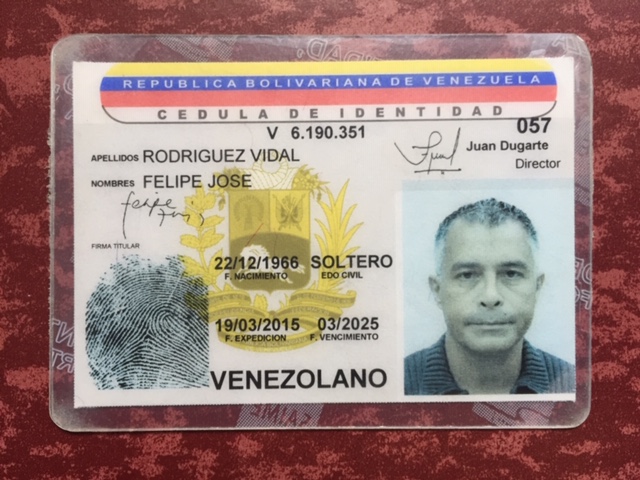 REPUBLICA BOLIVARIANA DE VENEZUELA
CEDULA DE IDENTIDAD
V 6.190.351
057
Juan Dugarte
Director
APELLIDOS RODRIGUEZ VIDAL
NOMBRES FELIPE JOSE
felipe
FIRMA TITULAR
22/12/1966 SOLTERO
F. NACIMIENTO EDO CIVIL
19/03/2015 03/2025
F. EXPEDICION F. VENCIMIENTO
VENEZOLANO
SAIME